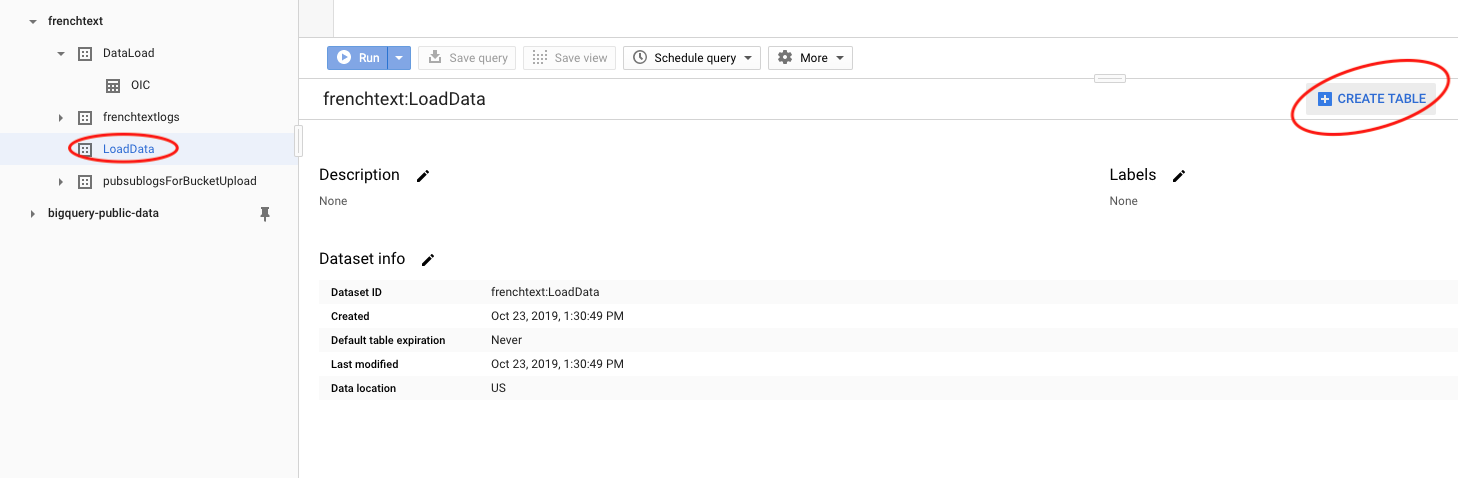 frenchtext
DataLoad
OIC
frenchtextlogs
LoadData
pubsublogsForBucketUpload
bigquery-public-data
Run Save query Save view Schedule query More
frenchtext:LoadData CREATE TABLE
Description Labels
None None
Dataset info
Dataset ID frenchtext:LoadData
Created Oct 23, 2019, 1:30:49 PM
Default table expiration Never
Last modified Oct 23, 2019, 1:30:49 PM
Data location US